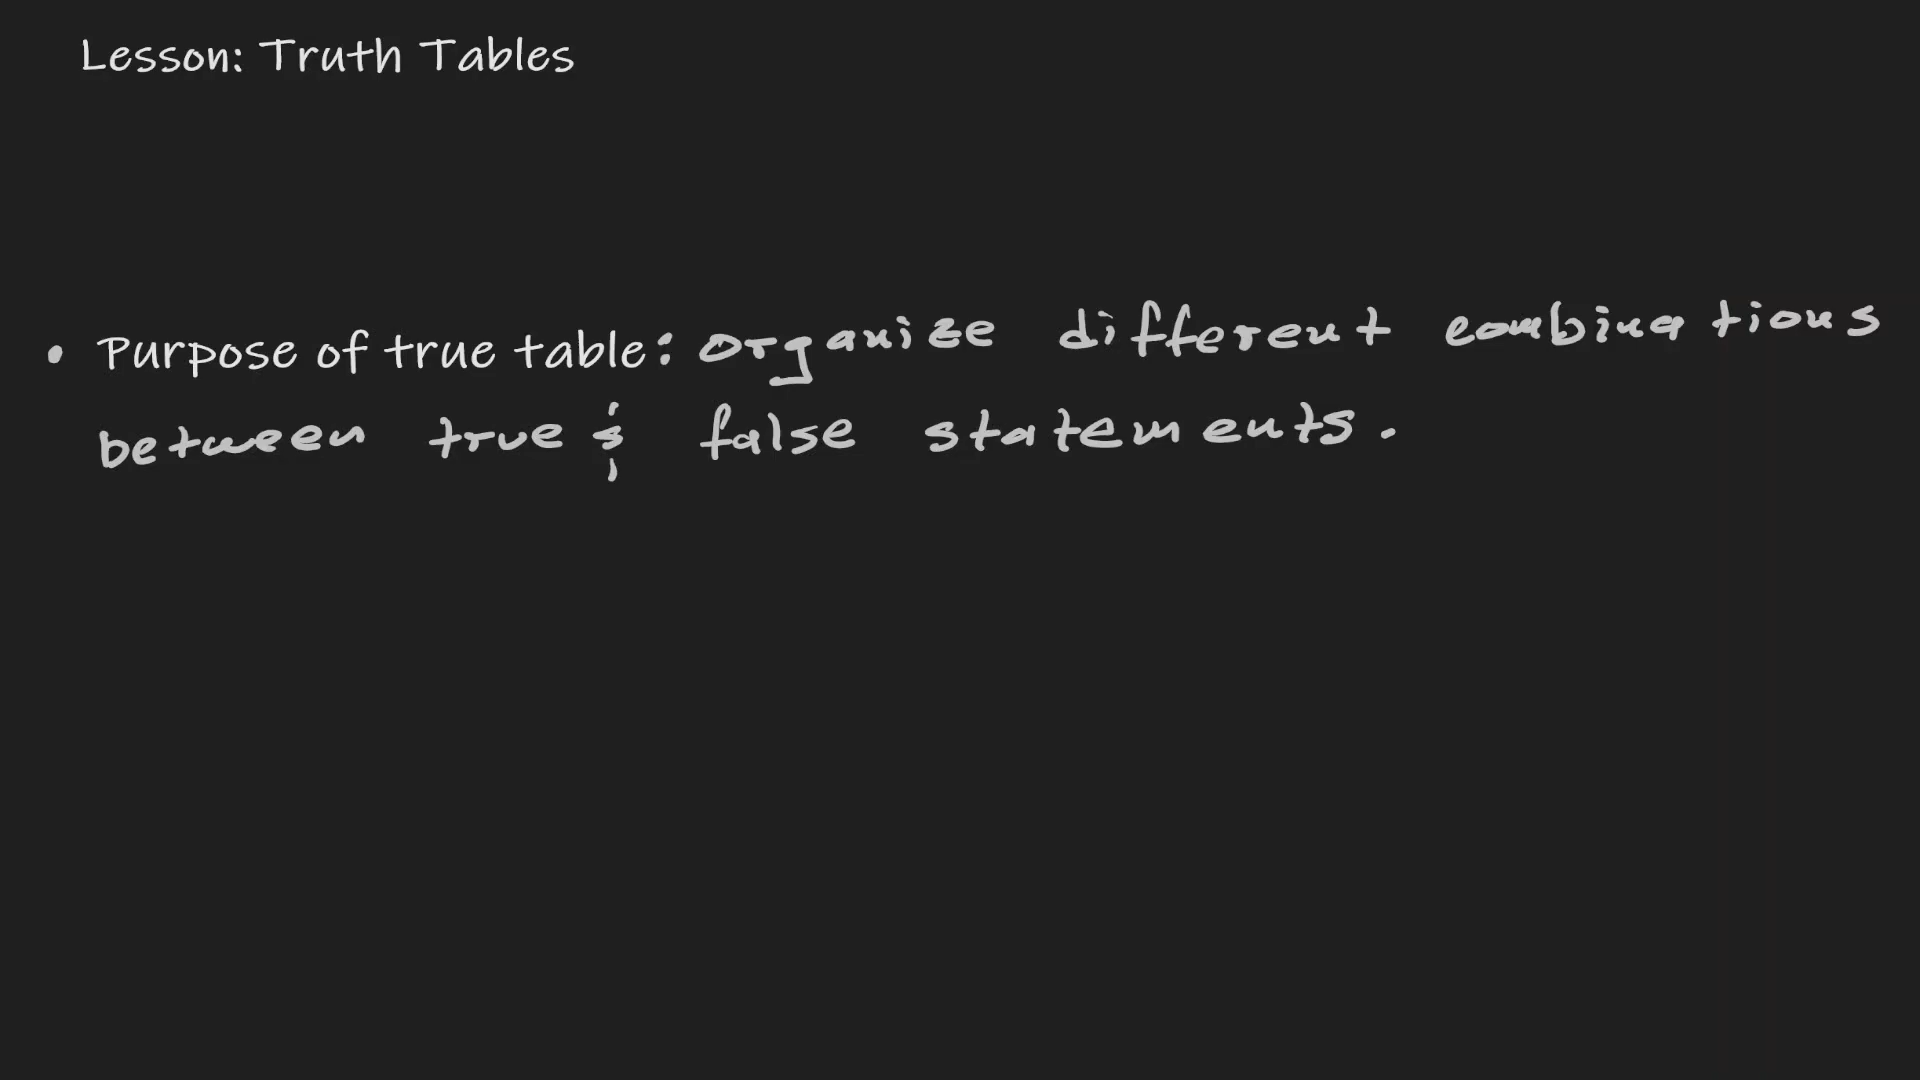 Lesson: Truth Tables
• Purpose of true table: organize different combinations
between true & false statements.